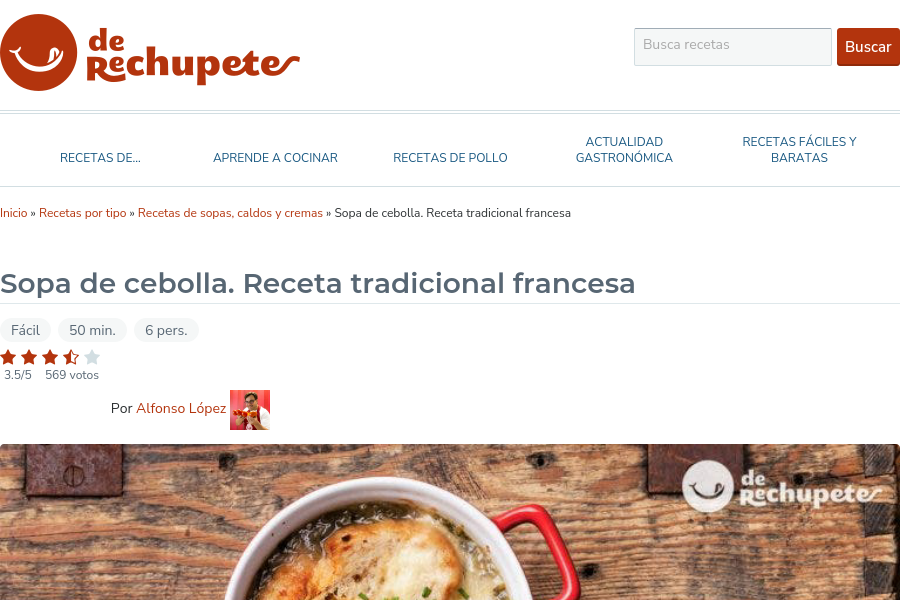 de
Rechupete
Busca recetas
Buscar
RECETAS DE...
APRENDE A COCINAR
RECETAS DE POLLO
ACTUALIDAD
GASTRONÓMICA
RECETAS FÁCILES Y
BARATAS
Inicio » Recetas por tipo » Recetas de sopas, caldos y cremas » Sopa de cebolla. Receta tradicional francesa
Sopa de cebolla. Receta tradicional francesa
Fácil
50 min.
6 pers.
3.5/5 569 votos
Por Alfonso López
de
Rechupete